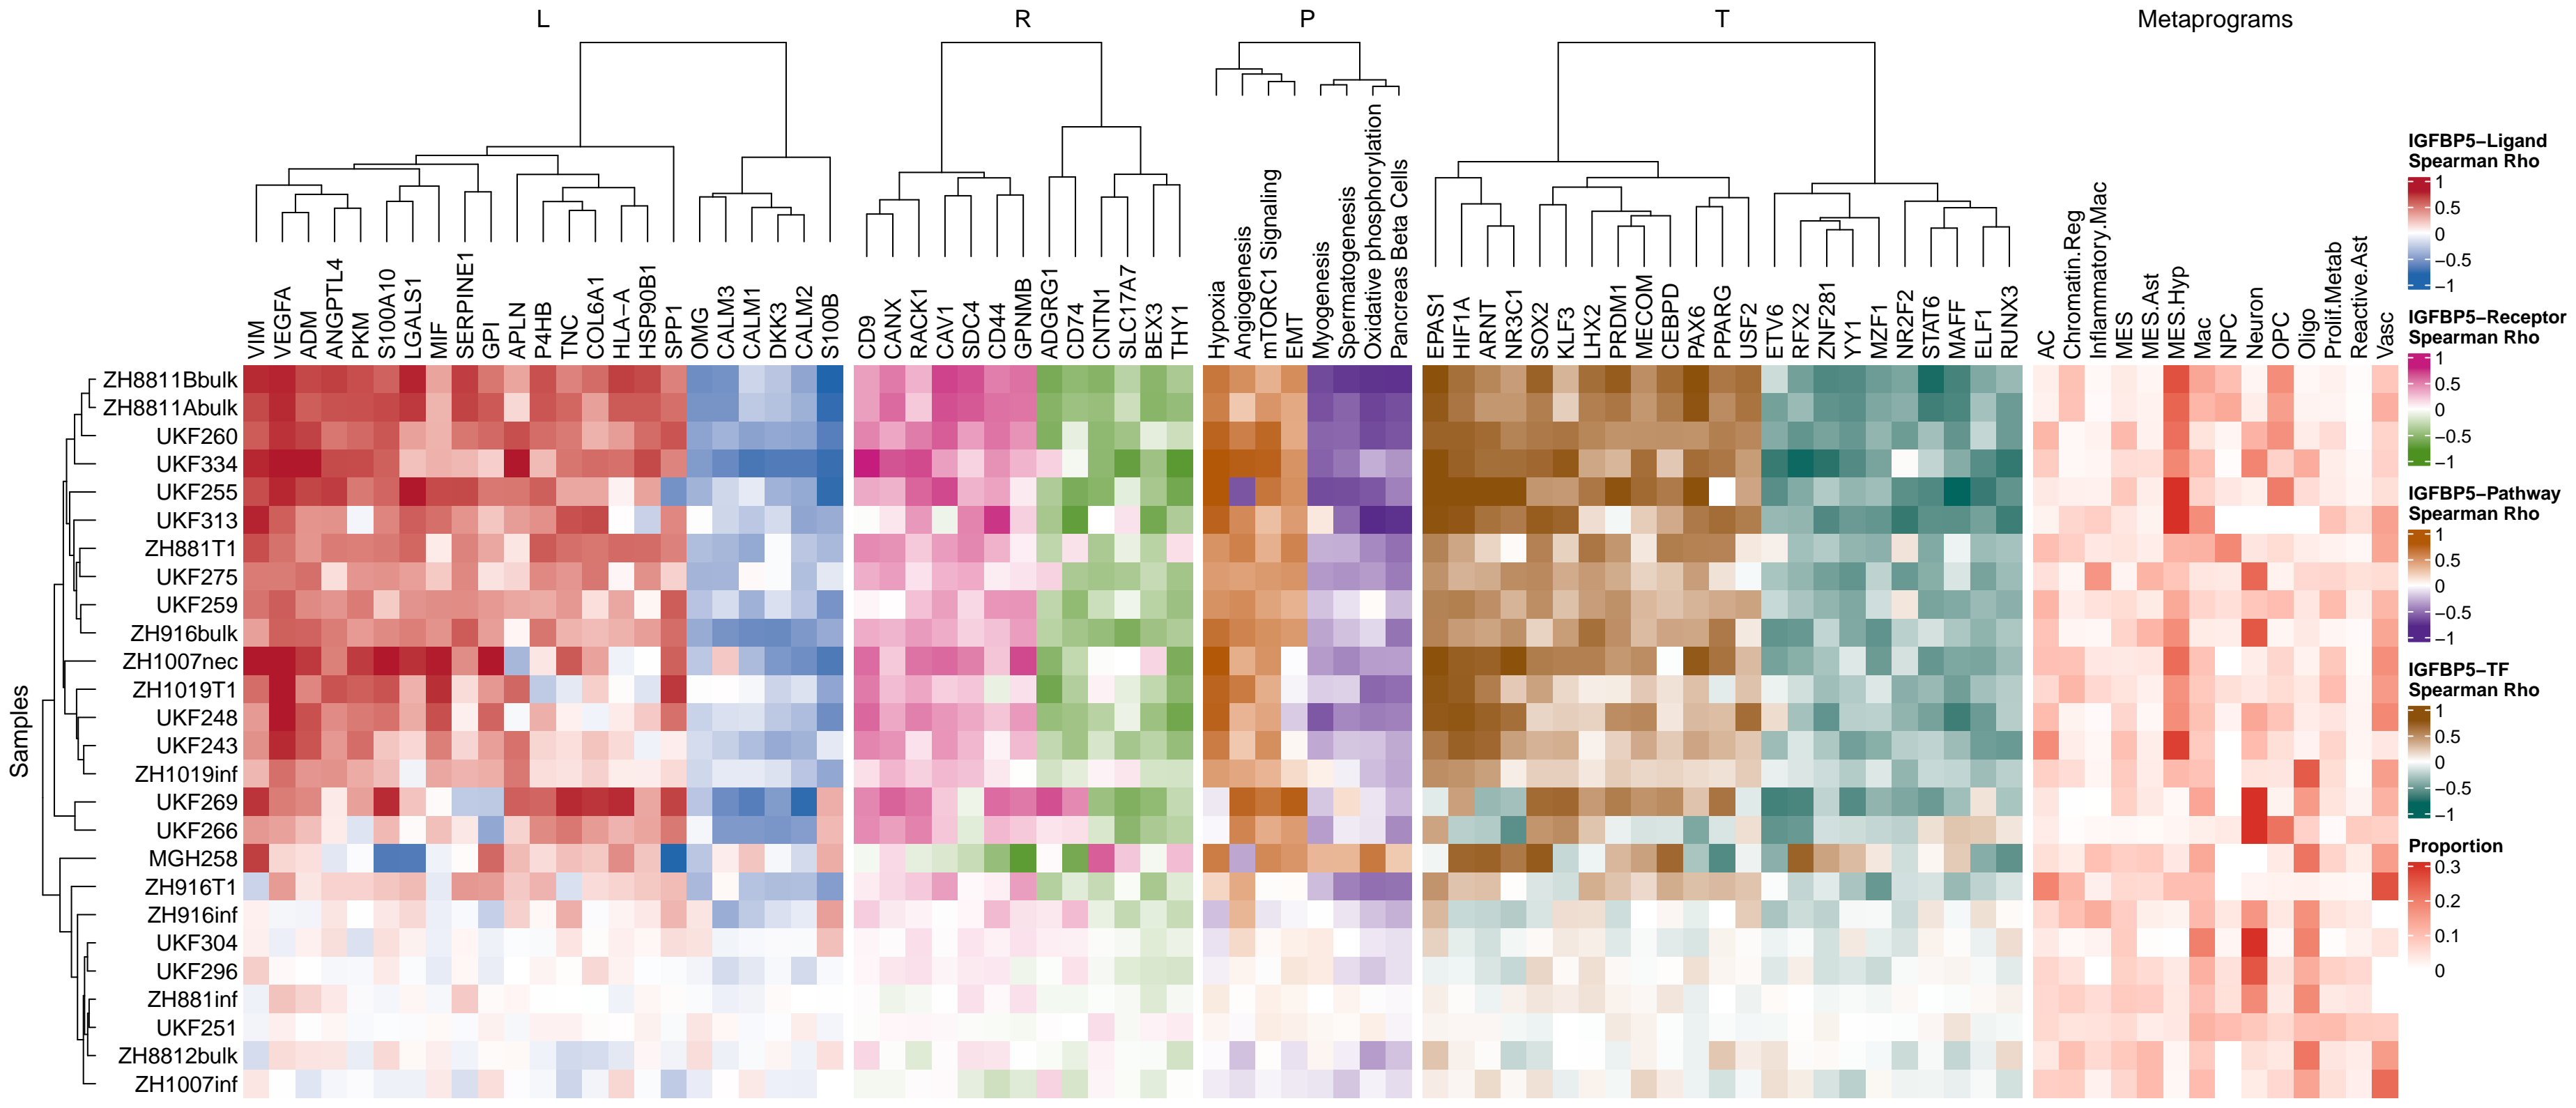 L
R
P
T
Metaprograms
VIM
VEGFA
ADM
ANGPTL4
PKM
S100A10
LGALS1
MIF
SERPINE1
GPI
APLN
P4HB
TNC
COL6A1
HLA−A
HSP90B1
SPP1
OMG
CALM3
CALM1
DKK3
CALM2
S100B
CD9
CANX
RACK1
CAV1
SDC4
CD44
GPNMB
ADGRG1
CD74
CNTN1
SLC17A7
BEX3
THY1
Hypoxia
Angiogenesis
mTORC1 Signaling
EMT
Myogenesis
Spermatogenesis
Oxidative phosphorylation
Pancreas Beta Cells
EPAS1
HIF1A
ARNT
NR3C1
SOX2
KLF3
LHX2
PRDM1
MECOM
CEBPD
PAX6
PPARG
USF2
ETV6
RFX2
ZNF281
YY1
MZF1
NR2F2
STAT6
MAFF
ELF1
RUNX3
AC
Chromatin.Reg
Inflammatory.Mac
MES
MES.Ast
MES.Hyp
Mac
NPC
Neuron
OPC
Oligo
Prolif.Metab
Reactive.Ast
Vasc
Samples
ZH8811Bbulk
ZH8811Abulk
UKF260
UKF334
UKF255
UKF313
ZH881T1
UKF275
UKF259
ZH916bulk
ZH1007nec
ZH1019T1
UKF248
UKF243
ZH1019inf
UKF269
UKF266
MGH258
ZH916T1
ZH916inf
UKF304
UKF296
ZH881inf
UKF251
ZH8812bulk
ZH1007inf
IGFBP5−Ligand
Spearman Rho
1
0.5
0
−0.5
−1
IGFBP5−Receptor
Spearman Rho
1
0.5
0
−0.5
−1
IGFBP5−Pathway
Spearman Rho
1
0.5
0
−0.5
−1
IGFBP5−TF
Spearman Rho
1
0.5
0
−0.5
−1
Proportion
0.3
0.2
0.1
0